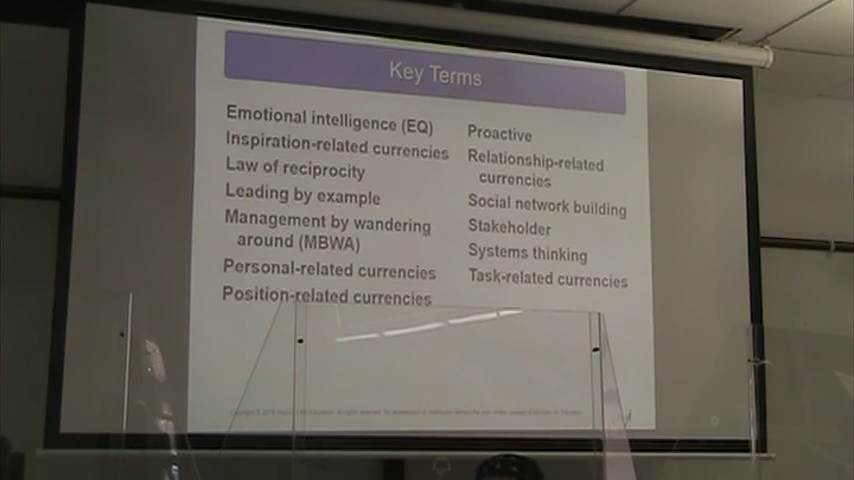 Key Terms
Emotional intelligence (EQ)
Inspiration-related currencies
Law of reciprocity
Leading by example
Management by wandering
around (MBWA)
Personal-related currencies
Position-related currencies
Proactive
Relationship-related
currencies
Social network building
Stakeholder
Systems thinking
Task-related currencies